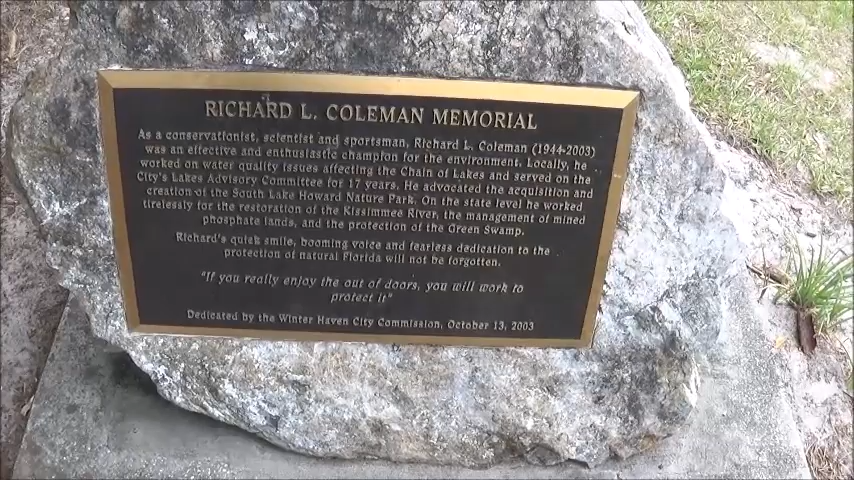 RICHARD L. COLEMAN MEMORIAL
As a conservationist, scientist and sportsman, Richard L. Coleman (1944-2003)
was an effective and enthusiastic champion for the environment. Locally, he
worked on water quality issues affecting the Chain of Lakes and served on the
City's Lakes Advisory Committee for 17 years. He advocated the acquisition and
creation of the South Lake Howard Nature Park. On the state level he worked
tirelessly for the restoration of the Kissimmee River, the management of mined
phosphate lands, and the protection of the Green Swamp.
Richard's quick smile, booming voice and fearless dedication to the
protection of natural Florida will not be forgotten.
"If you really enjoy the out of doors, you will work to
protect it"
Dedicated by the Winter Haven City Commission, October 13, 2003